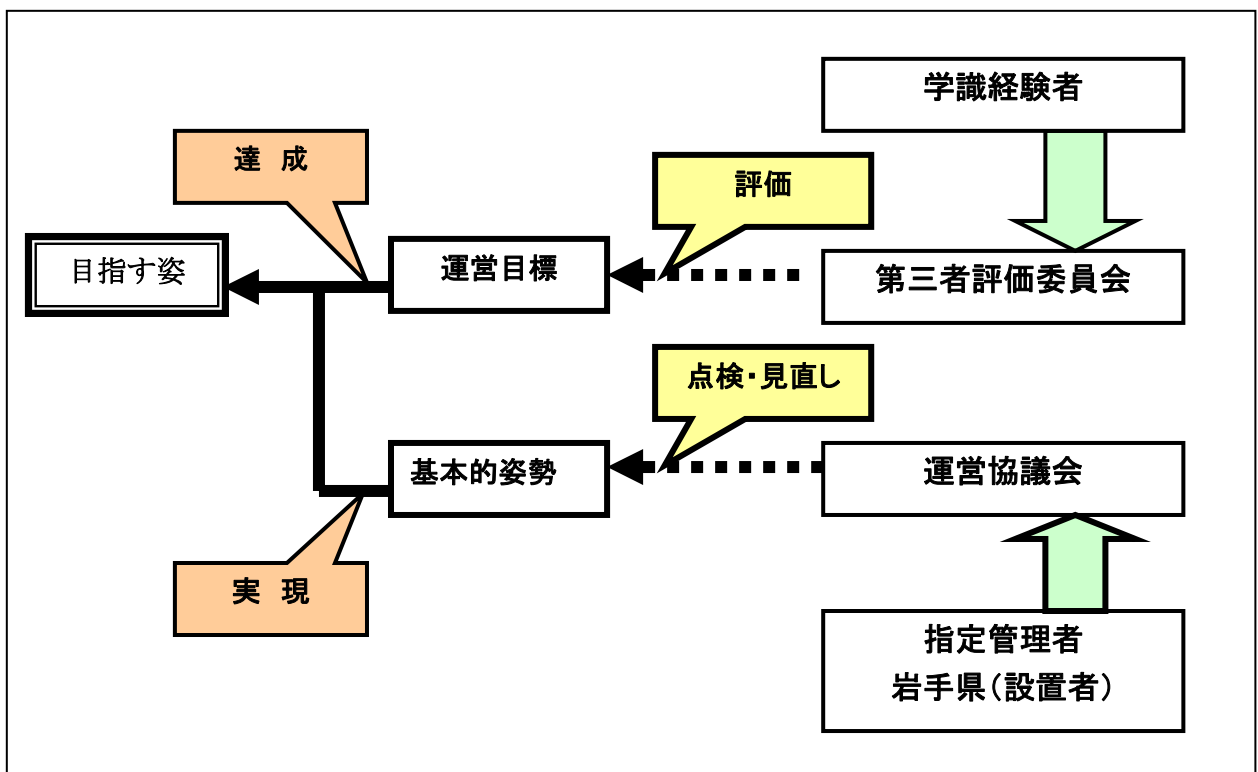 学識経験者
達 成
評価
目指す姿
運営目標
第三者評価委員会
点検・見直し
基本的姿勢
運営協議会
実 現
指定管理者
岩手県(設置者)